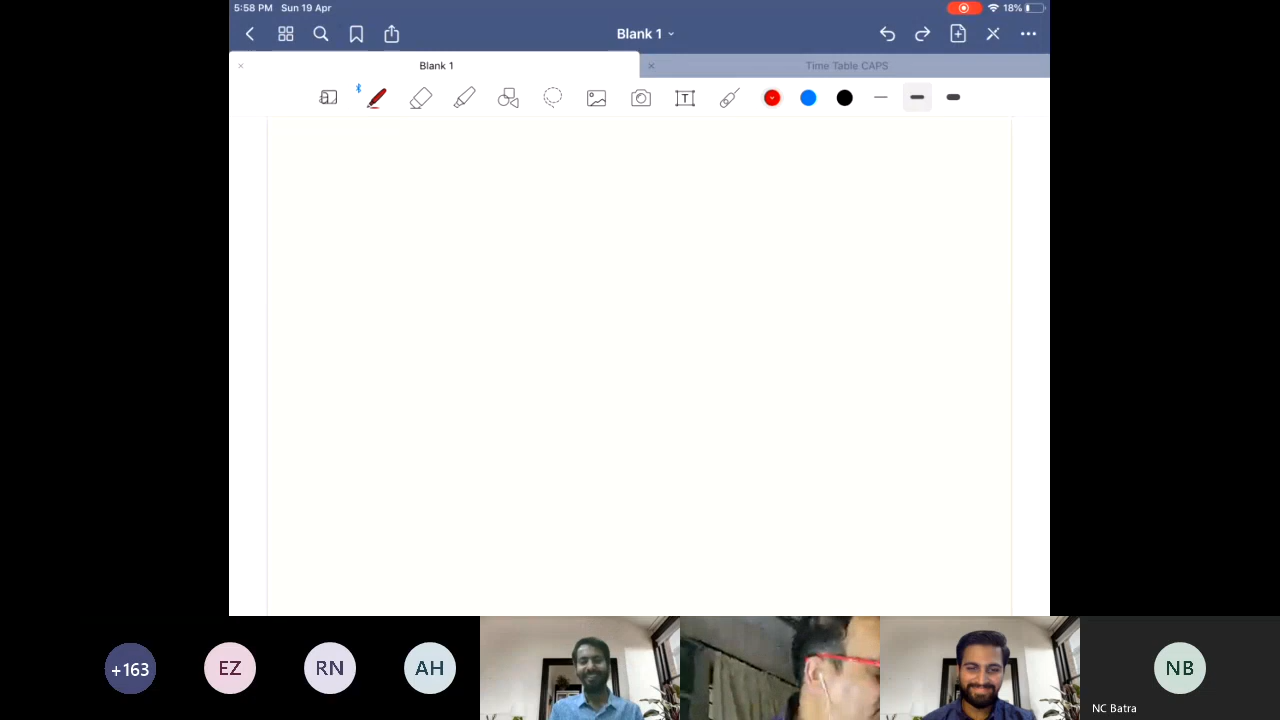 5:58 PM Sun 19 Apr 18%
Blank 1
Blank 1 Time Table CAPS
T
+163 EZ RN AH NB
NC Batra